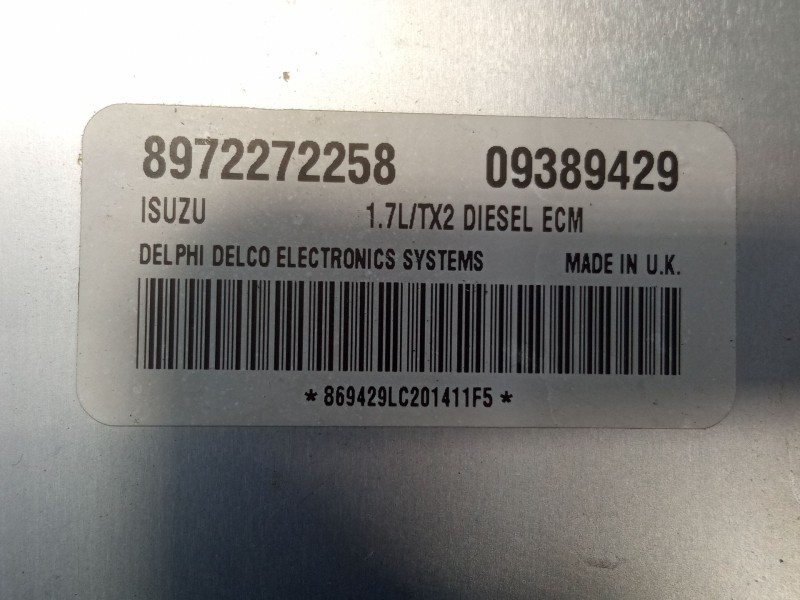 8972272258 09389429
ISUZU 1.7L/TX2 DIESEL ECM
DELPHI DELCO ELECTRONICS SYSTEMS MADE IN U.K.
*869429LC201411F5*